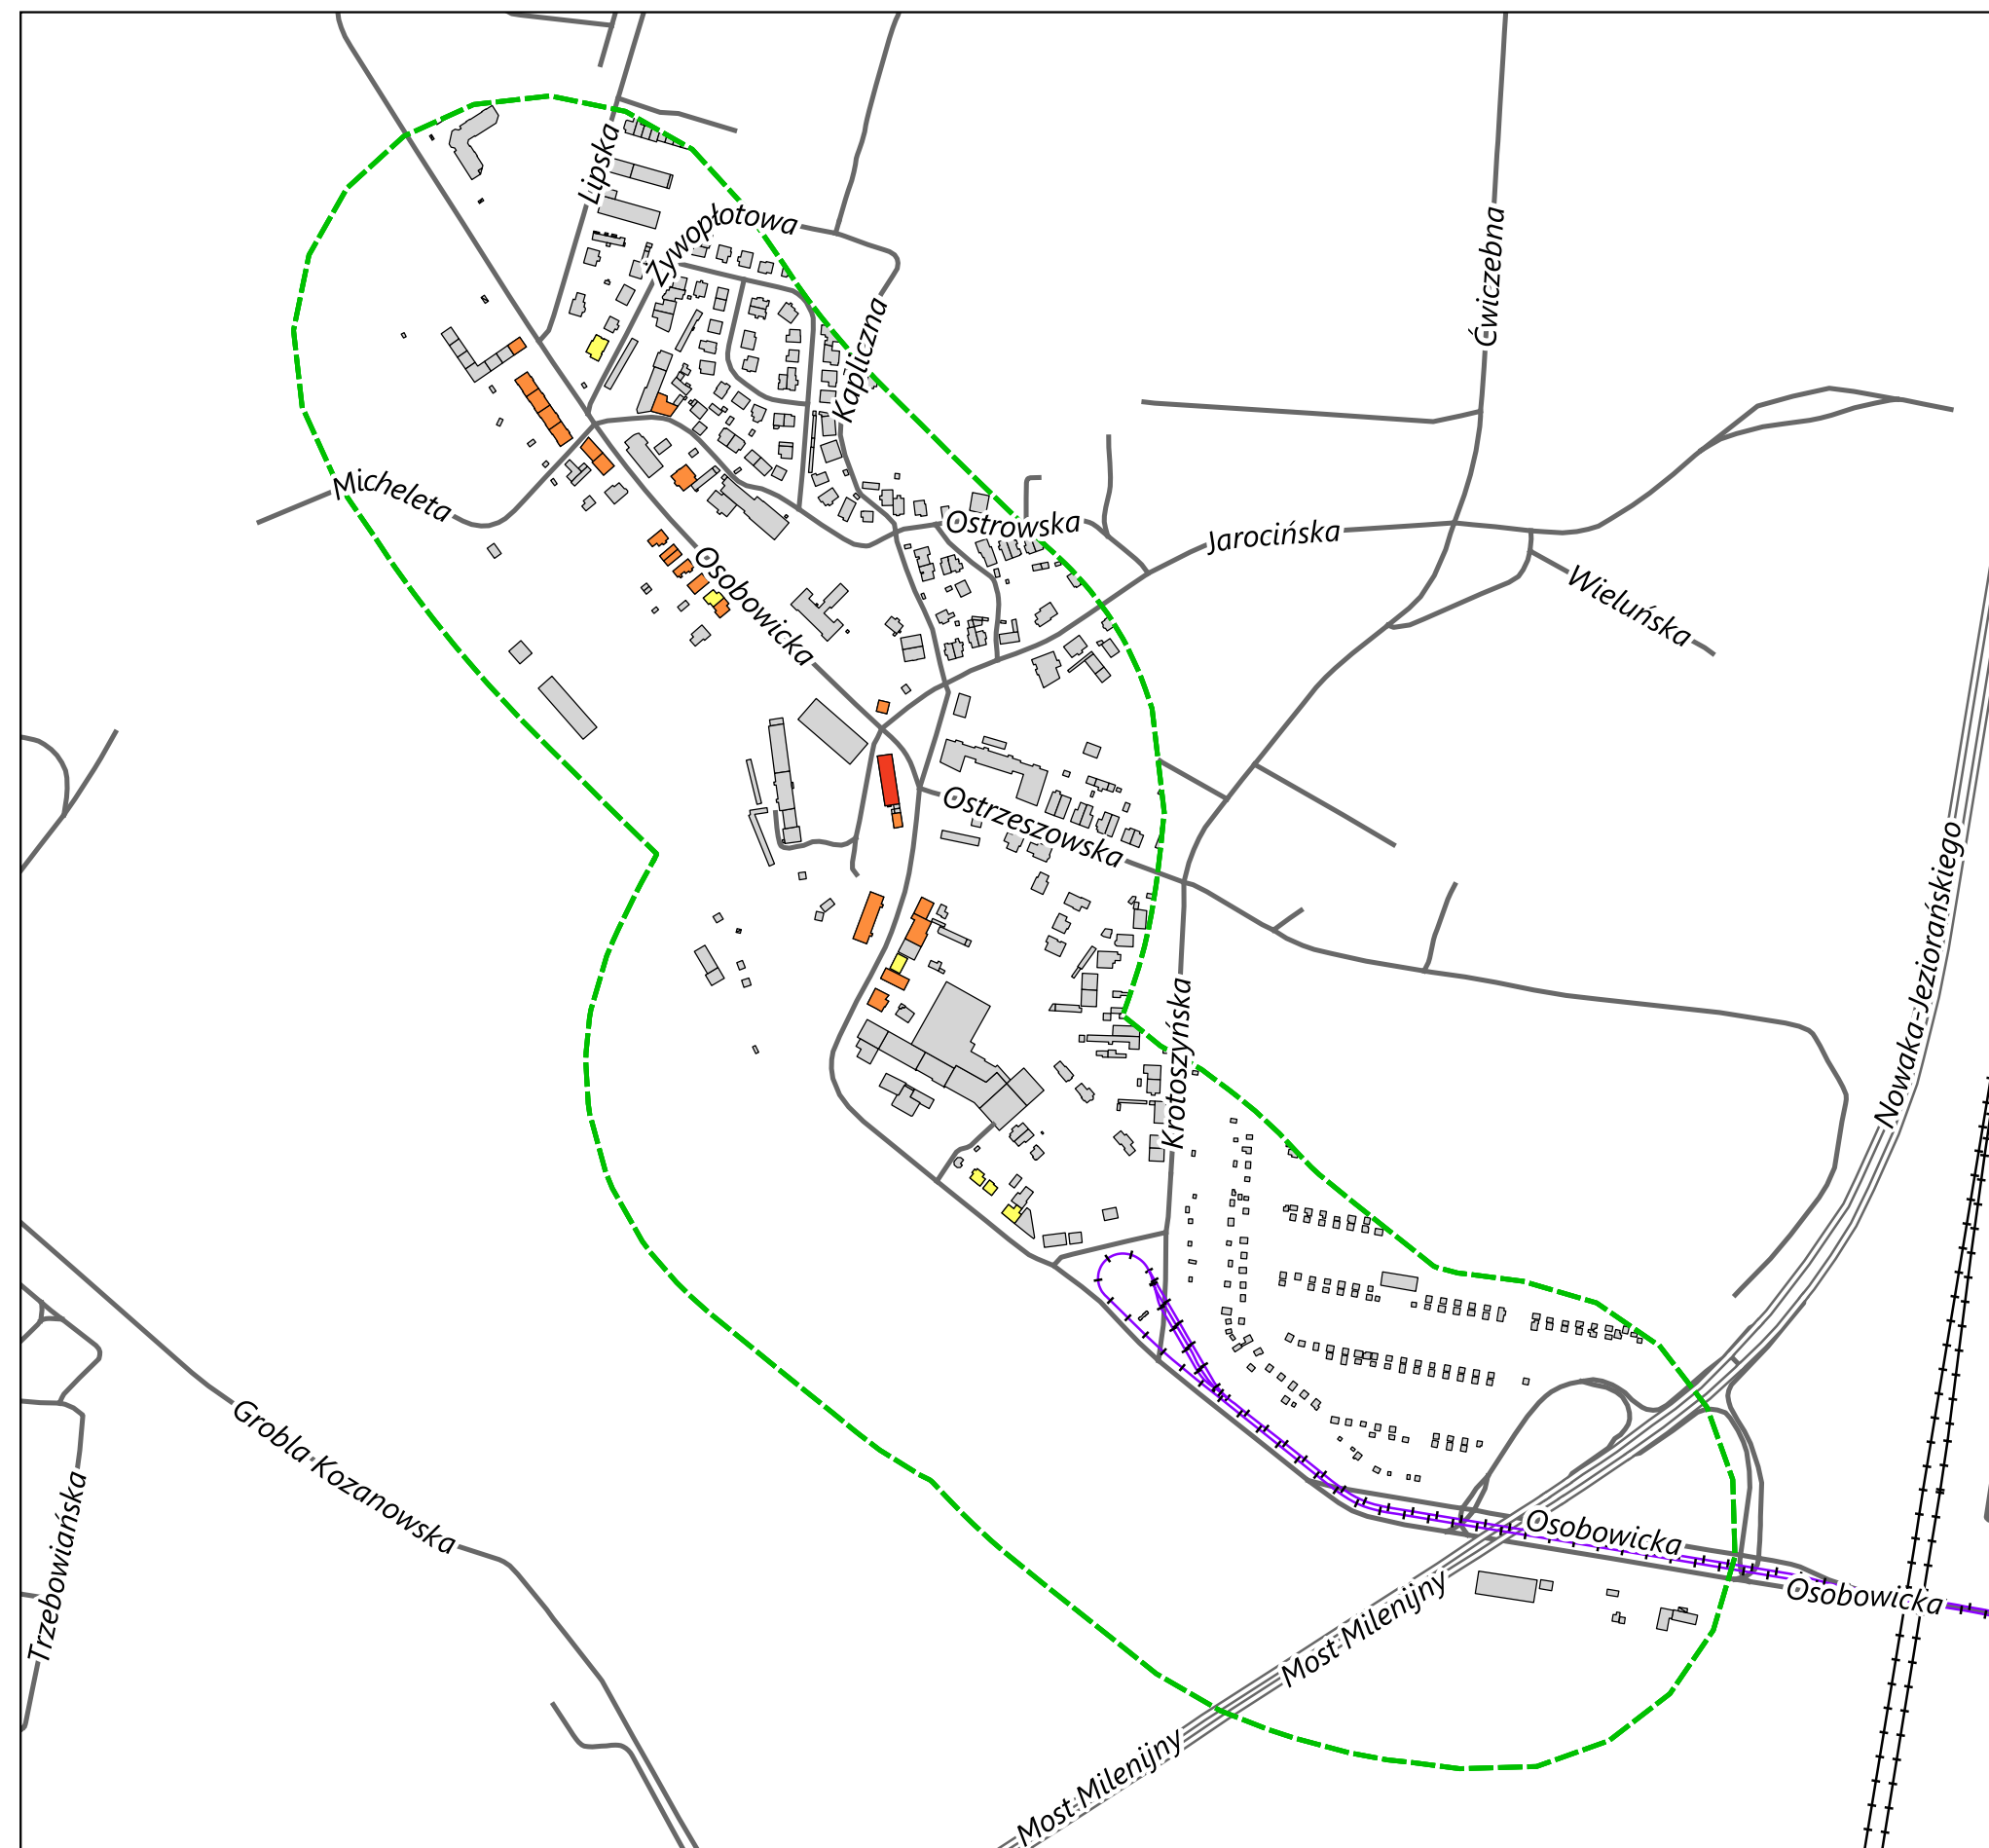 Lipska
Żywopłotowa
Ćwiczebna
Kapliczna
Micheleta
Ostrowska
Jarocińska
Osobowicka
Wieluńska
Ostrzeszowska
Nowaka-Jeziorańskiego
Krotoszyńska
Grobla Kozanowska
Trzebowiańska
Osobowicka
Osobowicka
Most Milenijny
Most Milenijny